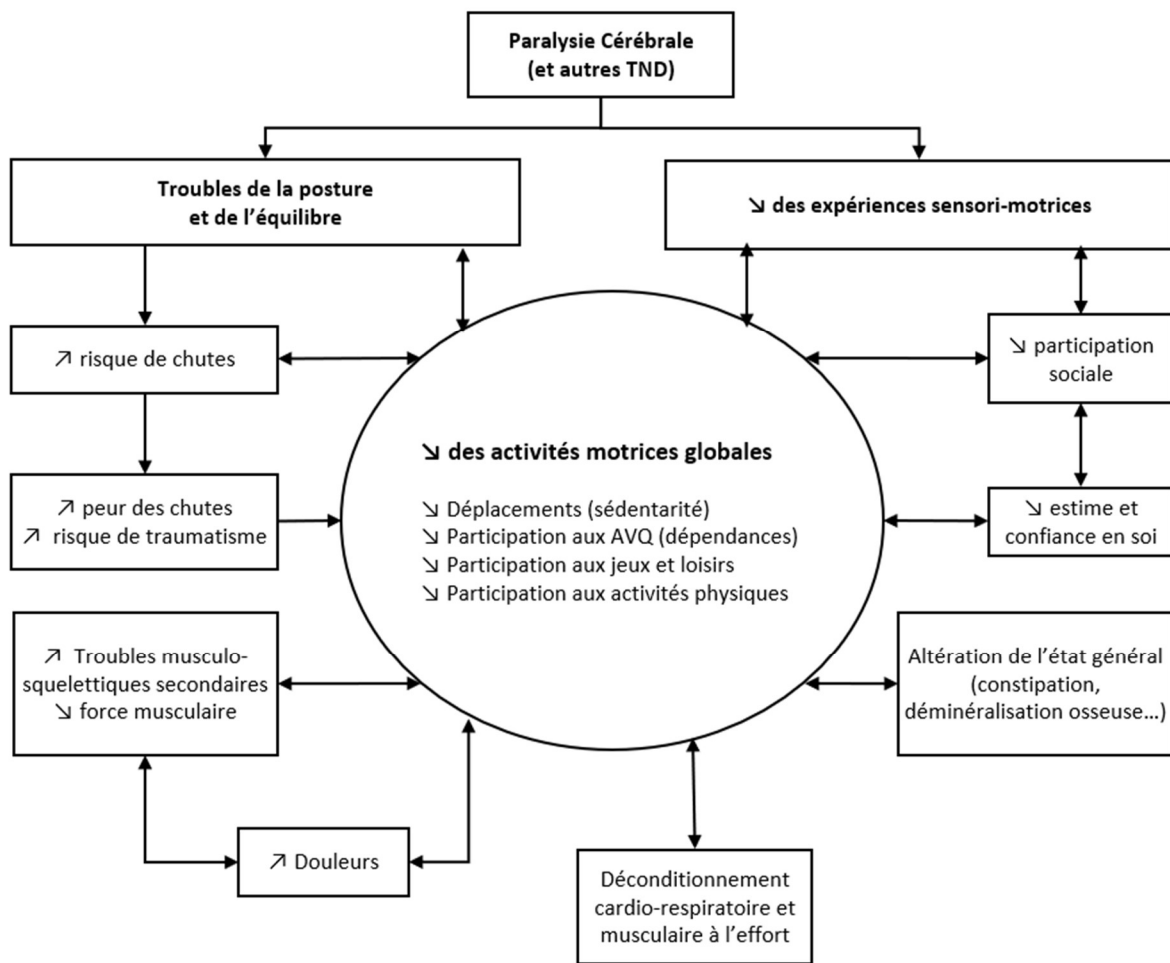 Paralysie Cérébrale
(et autres TND)
Troubles de la posture
et de l’équilibre
↘ des expériences sensori-motrices
↗ risque de chutes
↘ participation
sociale
↘ des activités motrices globales
↘ Déplacements (sédentarité)
↘ Participation aux AVQ (dépendances)
↘ Participation aux jeux et loisirs
↘ Participation aux activités physiques
↗ peur des chutes
↗ risque de traumatisme
↘ estime et
confiance en soi
↗ Troubles musculo-
squelettiques secondaires
↘ force musculaire
Altération de l’état général
(constipation,
déminéralisation osseuse…)
↗ Douleurs
Déconditionnement
cardio-respiratoire et
musculaire à l’effort